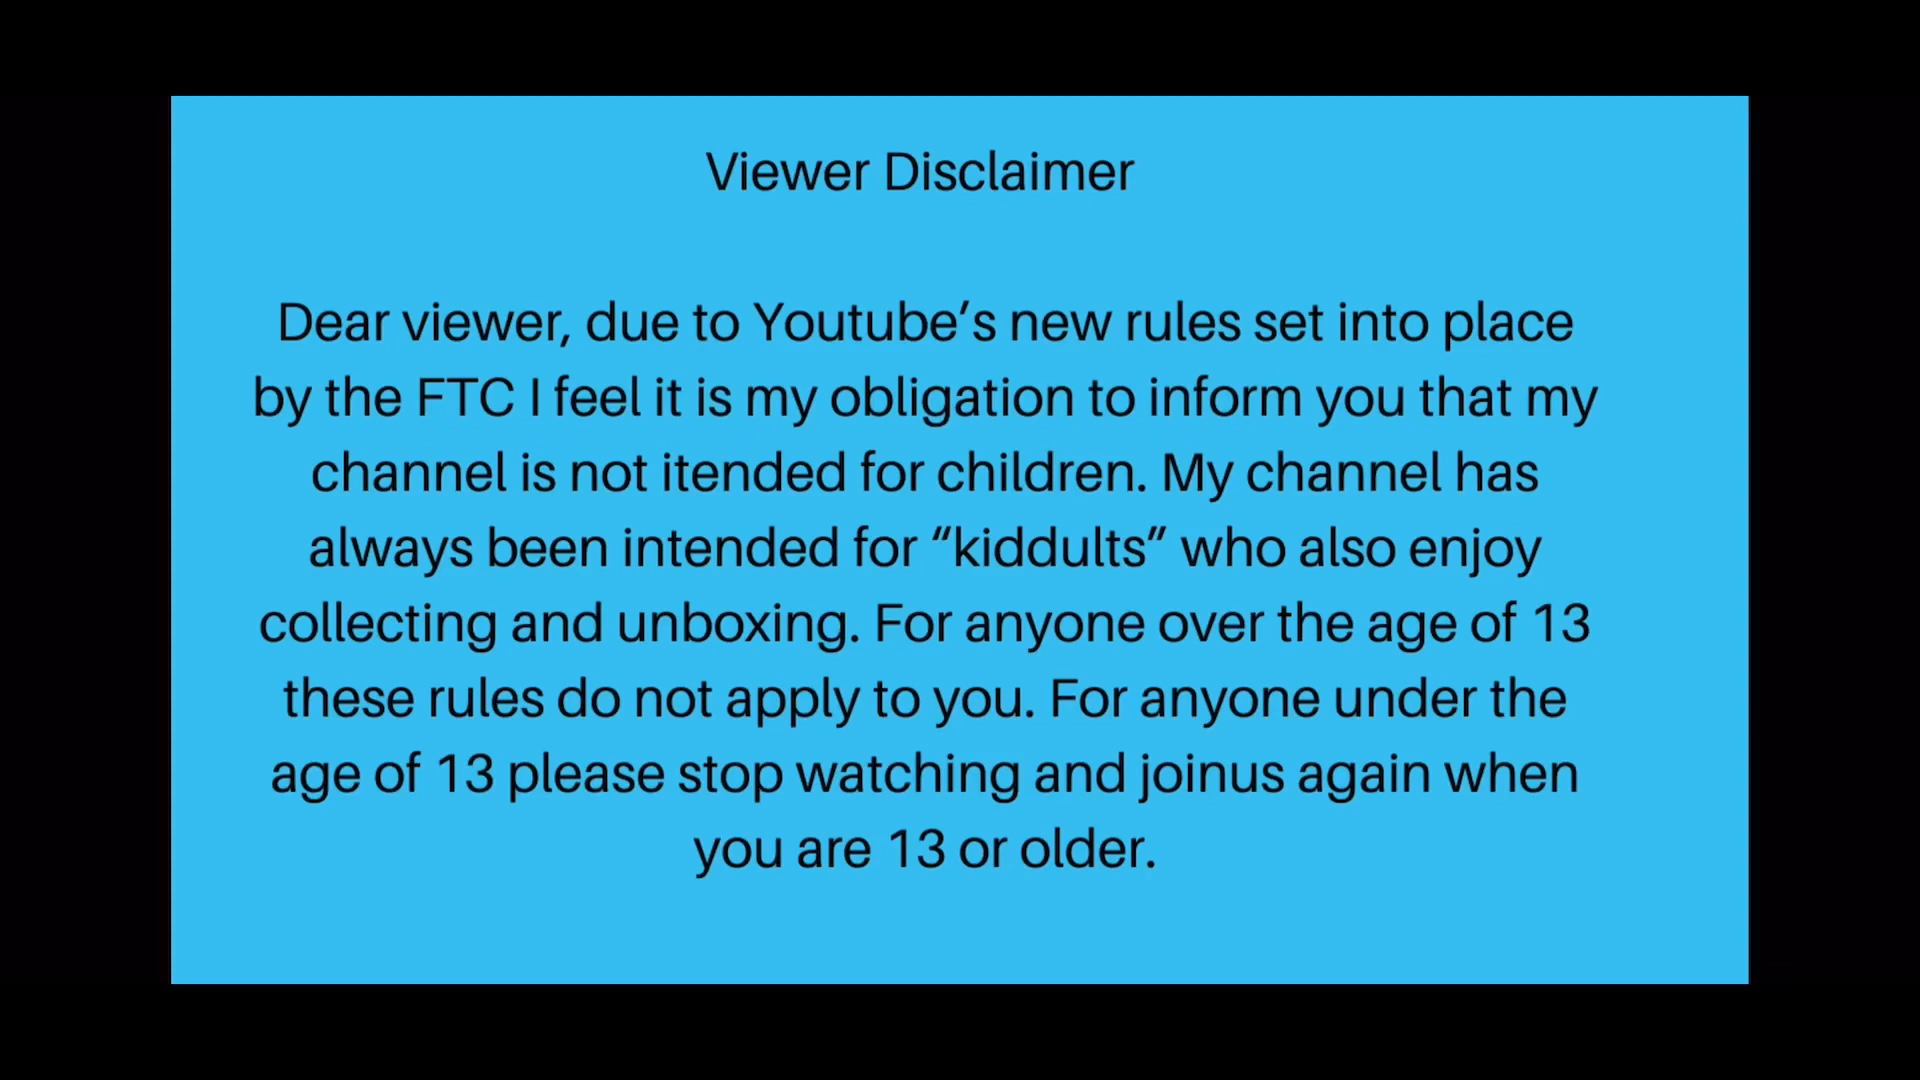 Viewer Disclaimer
Dear viewer, due to Youtube’s new rules set into place
by the FTC I feel it is my obligation to inform you that my
channel is not itended for children. My channel has
always been intended for “kiddults” who also enjoy
collecting and unboxing. For anyone over the age of 13
these rules do not apply to you. For anyone under the
age of 13 please stop watching and joinus again when
you are 13 or older.